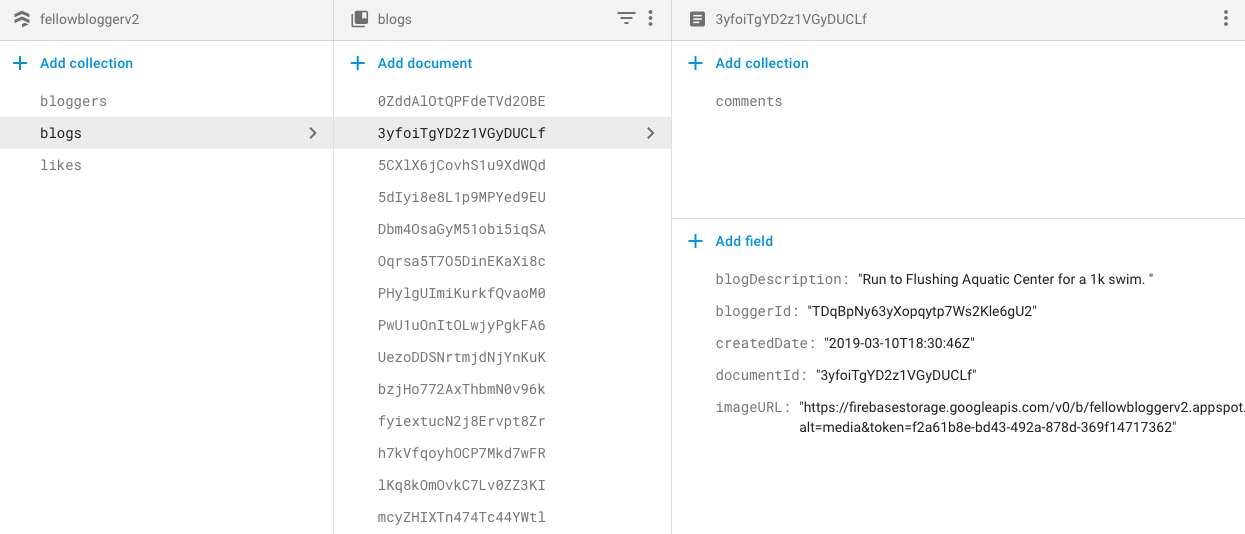 fellowbloggerv2
Add collection
bloggers
blogs
likes
blogs
Add document
0ZddAlOtQPFdeTVd2OBE
3yfoiTgYD2z1VGyDUCLf
5CXlX6jCovhS1u9XdWQd
5dIyi8e8L1p9MPYed9EU
Dbm4OsaGyM51obi5iqSA
Oqrsa5T7O5DinEKaXi8c
PHylgUImiKurkfQvaoM0
PwU1uOnItOLwjyPgkFA6
UezoDDSNrtmjdNjYnKuK
bzjHo772AxThbmN0v96k
fyiextucN2j8Ervpt8Zr
h7kVfqoyhOCP7Mkd7wFR
lKq8kOmOvkC7Lv0ZZ3KI
mcyZHIXTn474Tc44YWtl
3yfoiTgYD2z1VGyDUCLf
Add collection
comments
Add field
blogDescription: "Run to Flushing Aquatic Center for a 1k swim. "
bloggerId: "TDqBpNy63yXopqytp7Ws2Kle6gU2"
createdDate: "2019-03-10T18:30:46Z"
documentId: "3yfoiTgYD2z1VGyDUCLf"
imageURL: "https://firebasestorage.googleapis.com/v0/b/fellowbloggerv2.appspot.
alt=media&token=f2a61b8e-bd43-492a-878d-369f14717362"